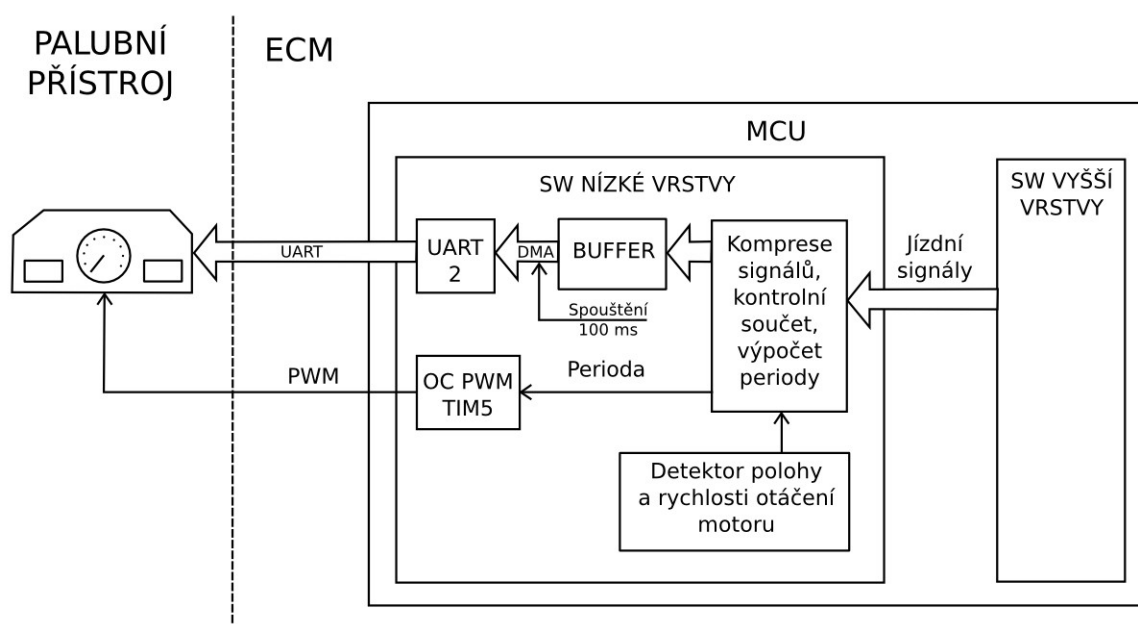 PALUBNÍ
PŘÍSTROJ
ECM
MCU
SW NÍZKÉ VRSTVY
SW VYŠŠÍ
VRSTVY
UART
UART
2
DMA
BUFFER
Komprese
signálů,
kontrolní
součet,
výpočet
periody
Jízdní
signály
Spouštění
100 ms
PWM
OC PWM
TIM5
Perioda
Detektor polohy
a rychlosti otáčení
motoru